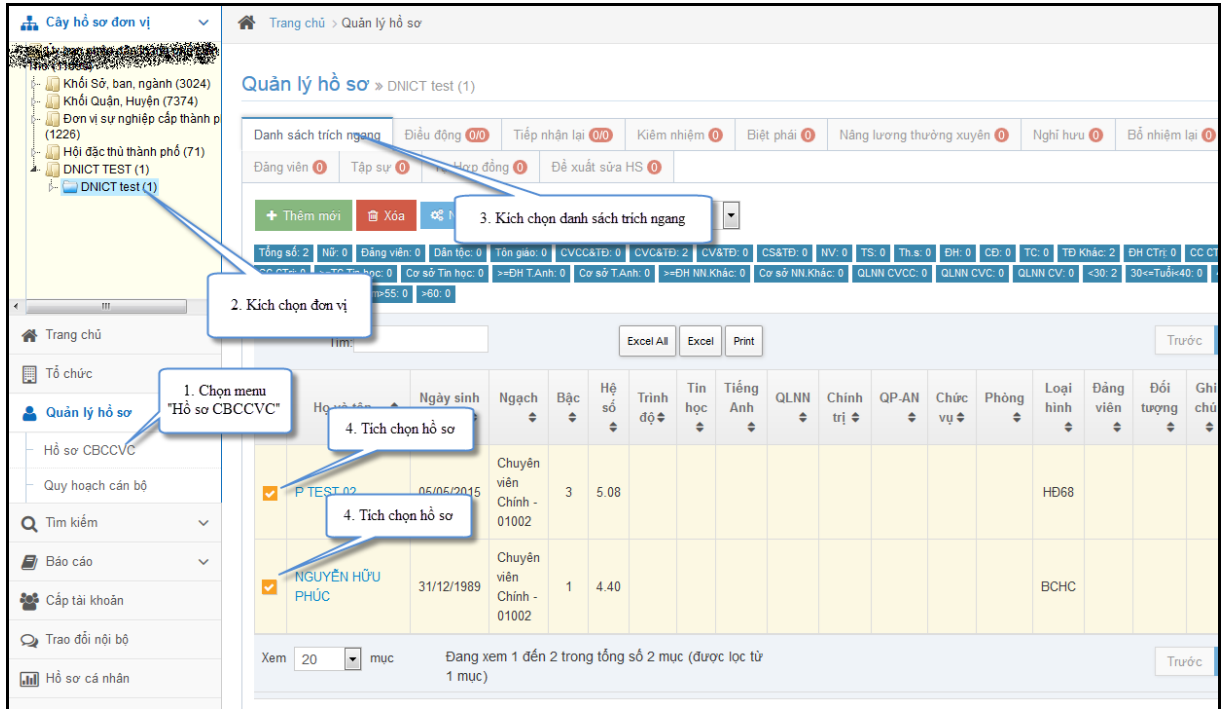 Cây hồ sơ đơn vị
Khối Sở, ban, ngành (3024)
Khối Quận, Huyện (7374)
Đơn vị sự nghiệp cấp thành p
(1226)
Hội đặc thù thành phố (71)
DNICT TEST (1)
DNICT test (1)
Trang chủ
Tổ chức
Quản lý hồ sơ
Hồ sơ CBCCVC
Quy hoạch cán bộ
Tìm kiếm
Báo cáo
Cấp tài khoản
Trao đổi nội bộ
Hồ sơ cá nhân
1. Chọn menu
"Hồ sơ CBCCVC"
2. Kích chọn đơn vị
3. Kích chọn danh sách trích ngang
4. Tích chọn hồ sơ
4. Tích chọn hồ sơ
Trang chủ > Quản lý hồ sơ
Quản lý hồ sơ » DNICT test (1)
Danh sách trích ngang Điều động 0/0 Tiếp nhận lại 0/0 Kiêm nhiệm 0 Biệt phái 0 Nâng lương thường xuyên 0 Nghỉ hưu 0 Bổ nhiệm lại 0
Đảng viên 0 Tập sự 0 Hợp đồng 0 Đề xuất sửa HS 0
Thêm mới Xóa
Tổng số: 2 Nữ: 0 Đảng viên: 0 Dân tộc: 0 Tôn giáo: 0 CVCC&TĐ: 0 CVC&TĐ: 2 CV&TĐ: 0 CS&TĐ: 0 NV: 0 TS: 0 Th.s: 0 ĐH: 0 CĐ: 0 TC: 0 TĐ Khác: 2 ĐH CTrị: 0 CC CT
CC CTrị: 0 >=TC Tin học: 0 Cơ sở Tin học: 0 >=ĐH T.Anh: 0 Cơ sở T.Anh: 0 >=ĐH NN.Khác: 0 Cơ sở NN.Khác: 0 QLNN CVCC: 0 QLNN CVC: 0 QLNN CV: 0 <30: 2 30<=Tuổi<40: 0
>55: 0 >60: 0
Tìm: Excel All Excel Print Trước
Họ và tên Ngày sinh Ngạch Bậc Hệ số Trình độ Tin học Tiếng Anh QLNN Chính trị QP-AN Chức vụ Phòng Loại hình Đảng viên Đối tượng Ghi chú
P TEST 02 05/05/2015 Chuyên viên Chính - 01002 3 5.08 HĐ68
NGUYỄN HỮU PHÚC 31/12/1989 Chuyên viên Chính - 01002 1 4.40 BCHC
Xem 20 mục Đang xem 1 đến 2 trong tổng số 2 mục (được lọc từ
1 mục) Trước